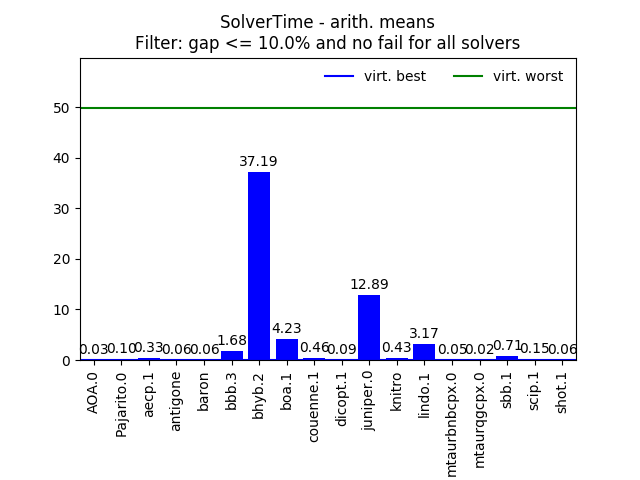 SolverTime - arith. means
Filter: gap <= 10.0% and no fail for all solvers
virt. best
virt. worst
50
40
30
20
10
0
0.03
0.10
0.33
0.06
0.06
1.68
37.19
4.23
0.46
0.09
12.89
0.43
3.17
0.05
0.02
0.71
0.15
0.06
AOA.0
Pajarito.0
aecp.1
antigone
baron
bbb.3
bhyb.2
boa.1
couenne.1
dicopt.1
juniper.0
knitro
lindo.1
mtaurbnbcpx.0
mtaurqgcpx.0
sbb.1
scip.1
shot.1